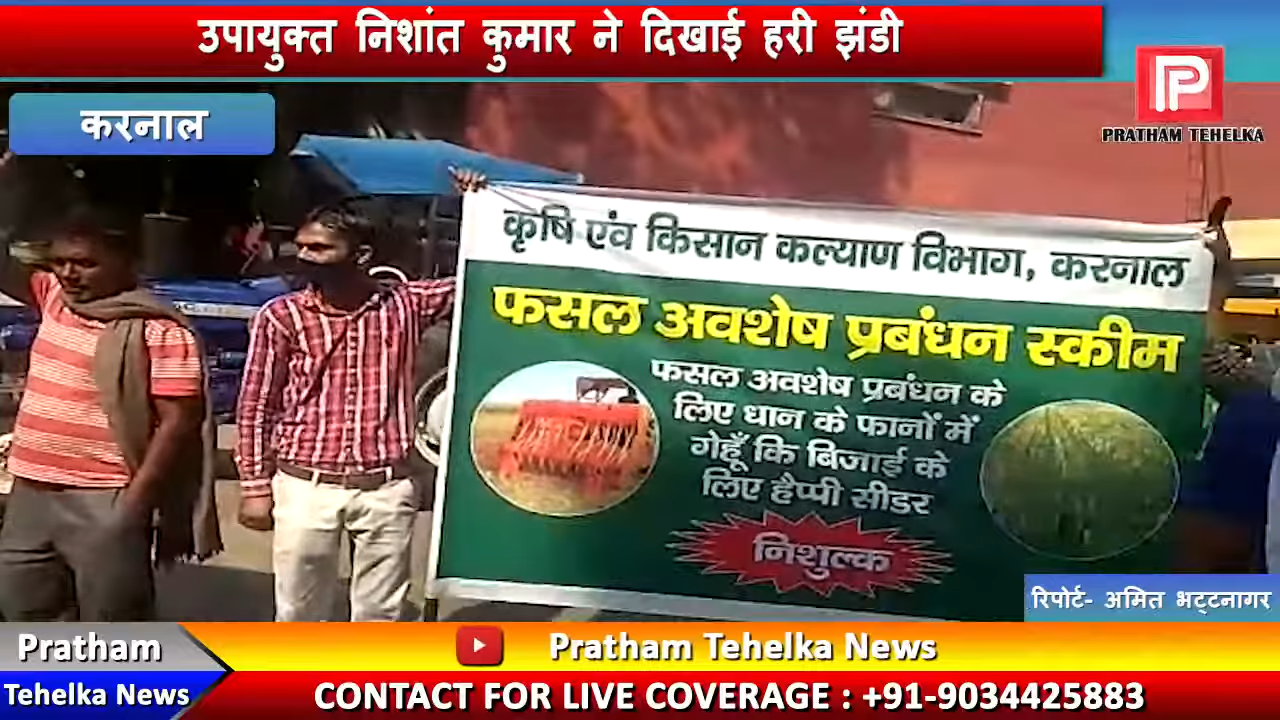 उपायुक्त निशांत कुमार ने दिखाई हरी झंडी
करनाल
PRATHAM TEHELKA
कृषि एंव किसान कल्याण विभाग, करनाल
फसल अवशेष प्रबंधन स्कीम
फसल अवशेष प्रबंधन के
लिए धान के फानों में
गेहूँ कि बिजाई के
लिए हैप्पी सीडर
निशुल्क
रिपोर्ट- अमित भट्टनागर
Pratham
Tehelka News
Pratham Tehelka News
CONTACT FOR LIVE COVERAGE : +91-9034425883